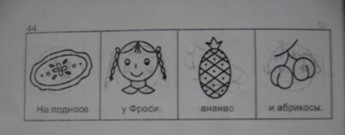 44
На подносе
у Фроси:
ананас
и абрикосы.